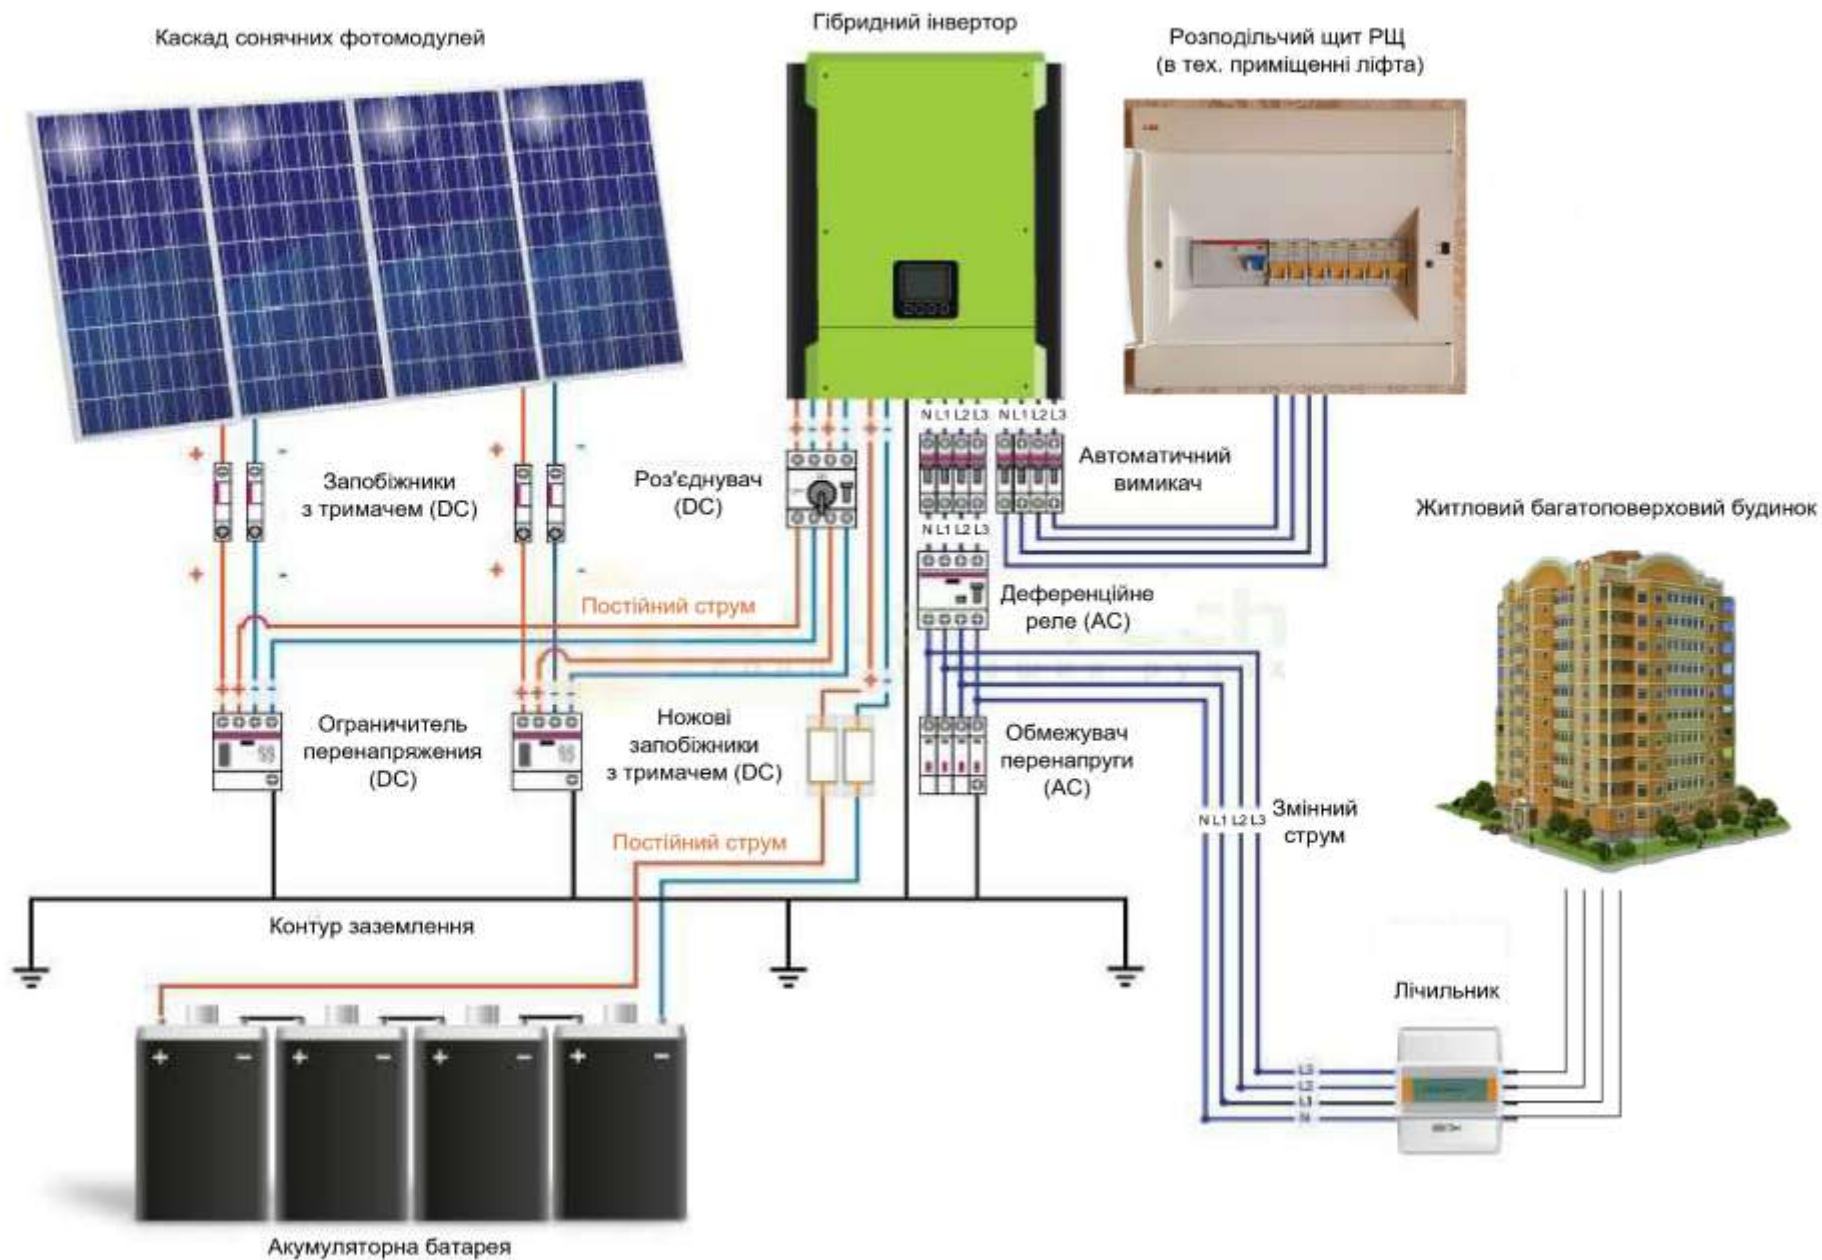 Каскад сонячних фотомодулей
Гібридний інвертор
Розподільчий щит РЩ
(в тех. приміщенні ліфта)
N L1 L2 L3 N L1 L2 L3
+ - + - + -
+ - + -
Запобіжники
з тримачем (DC)
Роз'єднувач
(DC)
Автоматичний
вимикач
Житловий багатоповерховий будинок
N L1 L2 L3
+ - + -
Постійний струм
Деференційне
реле (AC)
+ + - - + + - - + -
Ограничитель
перенапряжения
(DC)
Ножові
запобіжники
з тримачем (DC)
Обмежувач
перенапруги
(AC)
N L1 L2 L3
Змінний
струм
Постійний струм
Контур заземлення
Лічильник
+ - + - + - + -
L3
L2
L1
N
Акумуляторна батарея